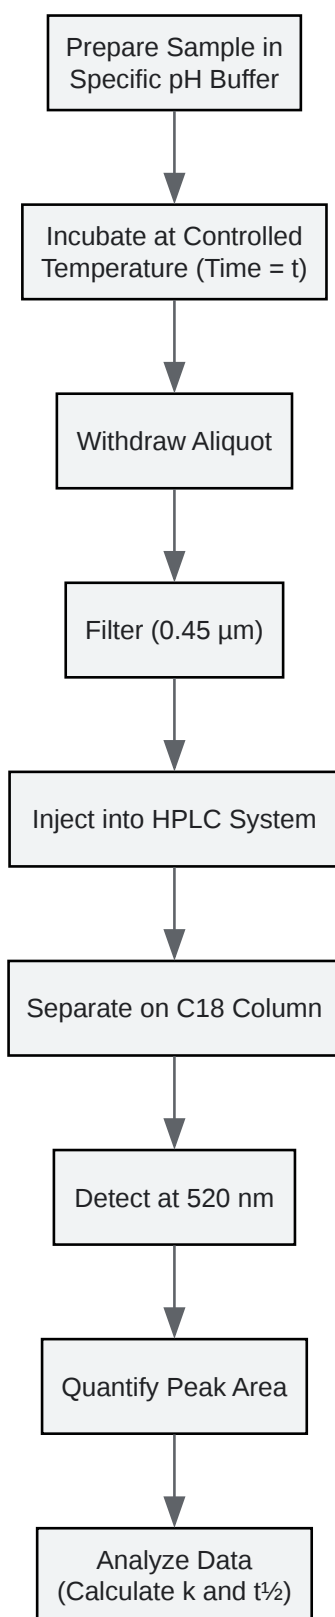 Prepare Sample in
Specific pH Buffer
Incubate at Controlled
Temperature (Time = t)
Withdraw Aliquot
Filter (0.45 µm)
Inject into HPLC System
Separate on C18 Column
Detect at 520 nm
Quantify Peak Area
Analyze Data
(Calculate k and t½)